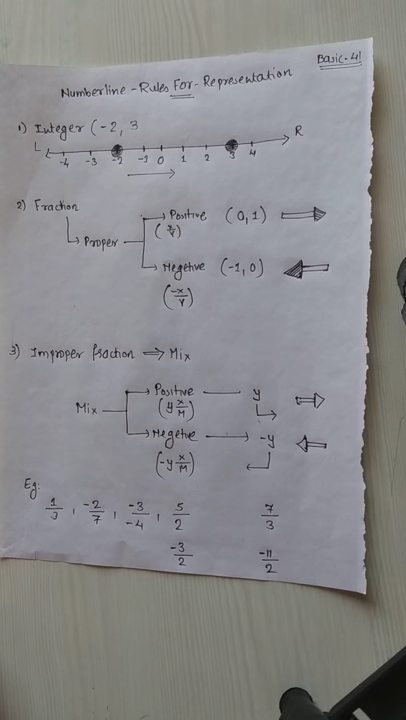 Basic-41
Numberline - Rules For - Representation
1) Integer (-2, 3
L -4 -3 -2 -1 0 1 2 3 4 R
2) Fraction
Proper
Positive (0,1)
(x/y)
Negetive (-1,0)
(-x/y)
3) Improper fraction ⇒ Mix
Mix
Positive y
(y x/M)
Negetive -y
(-y x/M)
Eg:
1/3, -2/7, -3/-4, 5/2 7/3
-3/2 -11/2